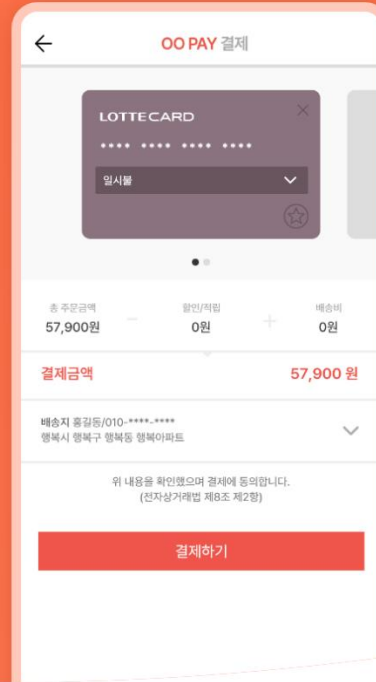 OO PAY 결제
LOTTECARD
**** **** **** ****
일시불
총 주문금액
57,900원
할인/적립
0원
배송비
0원
결제금액
57,900 원
배송지 홍길동/010-****-****
행복시 행복구 행복동 행복아파트
위 내용을 확인했으며 결제에 동의합니다.
(전자상거래법 제8조 제2항)
결제하기